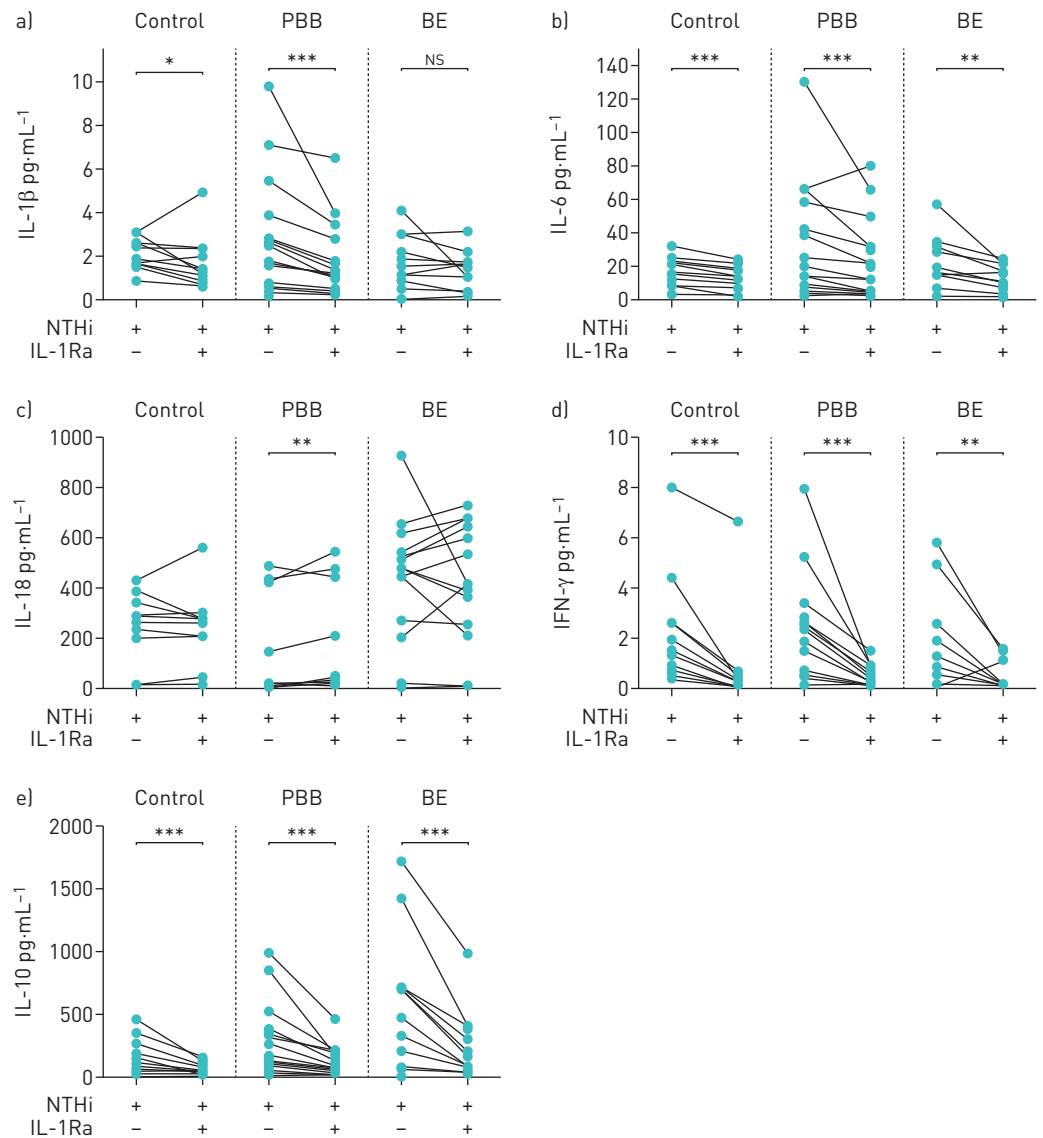 a) Control PBB BE
* *** NS
10
8
6
4
2
0
IL-1β pg·mL⁻¹
NTHi + + + + + +
IL-1Ra – + – + – +
b) Control PBB BE
*** *** **
140
120
100
80
60
40
20
0
IL-6 pg·mL⁻¹
NTHi + + + + + +
IL-1Ra – + – + – +
c) Control PBB BE
**
1000
800
600
400
200
0
IL-18 pg·mL⁻¹
NTHi + + + + + +
IL-1Ra – + – + – +
d) Control PBB BE
*** *** **
10
8
6
4
2
0
IFN-γ pg·mL⁻¹
NTHi + + + + + +
IL-1Ra – + – + – +
e) Control PBB BE
*** *** ***
2000
1500
1000
500
0
IL-10 pg·mL⁻¹
NTHi + + + + + +
IL-1Ra – + – + – +